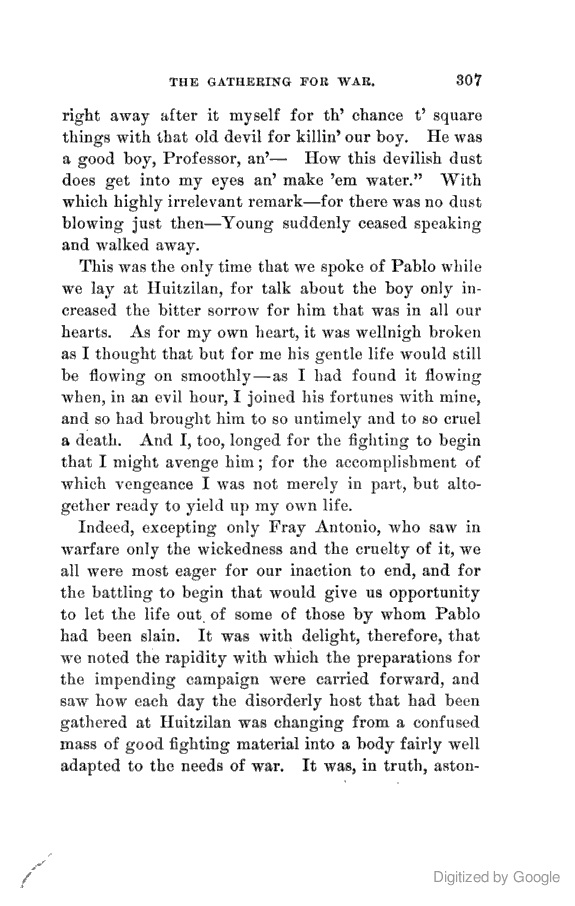 THE GATHERING FOR WAR. 307
right away after it myself for th' chance t' square
things with that old devil for killin' our boy. He was
a good boy, Professor, an'— How this devilish dust
does get into my eyes an' make 'em water." With
which highly irrelevant remark—for there was no dust
blowing just then—Young suddenly ceased speaking
and walked away.
This was the only time that we spoke of Pablo while
we lay at Huitzilan, for talk about the boy only in-
creased the bitter sorrow for him that was in all our
hearts. As for my own heart, it was wellnigh broken
as I thought that but for me his gentle life would still
be flowing on smoothly—as I had found it flowing
when, in an evil hour, I joined his fortunes with mine,
and so had brought him to so untimely and to so cruel
a death. And I, too, longed for the fighting to begin
that I might avenge him; for the accomplishment of
which vengeance I was not merely in part, but alto-
gether ready to yield up my own life.
Indeed, excepting only Fray Antonio, who saw in
warfare only the wickedness and the cruelty of it, we
all were most eager for our inaction to end, and for
the battling to begin that would give us opportunity
to let the life out of some of those by whom Pablo
had been slain. It was with delight, therefore, that
we noted the rapidity with which the preparations for
the impending campaign were carried forward, and
saw how each day the disorderly host that had been
gathered at Huitzilan was changing from a confused
mass of good fighting material into a body fairly well
adapted to the needs of war. It was, in truth, aston-
Digitized by Google